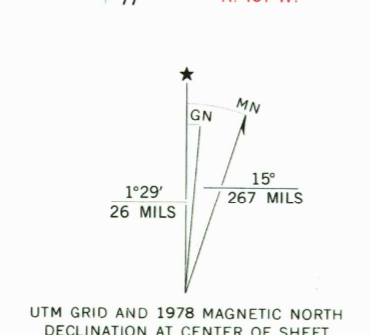 GN
MN
1°29′
26 MILS
15°
267 MILS
UTM GRID AND 1978 MAGNETIC NORTH
DECLINATION AT CENTER OF SHEET